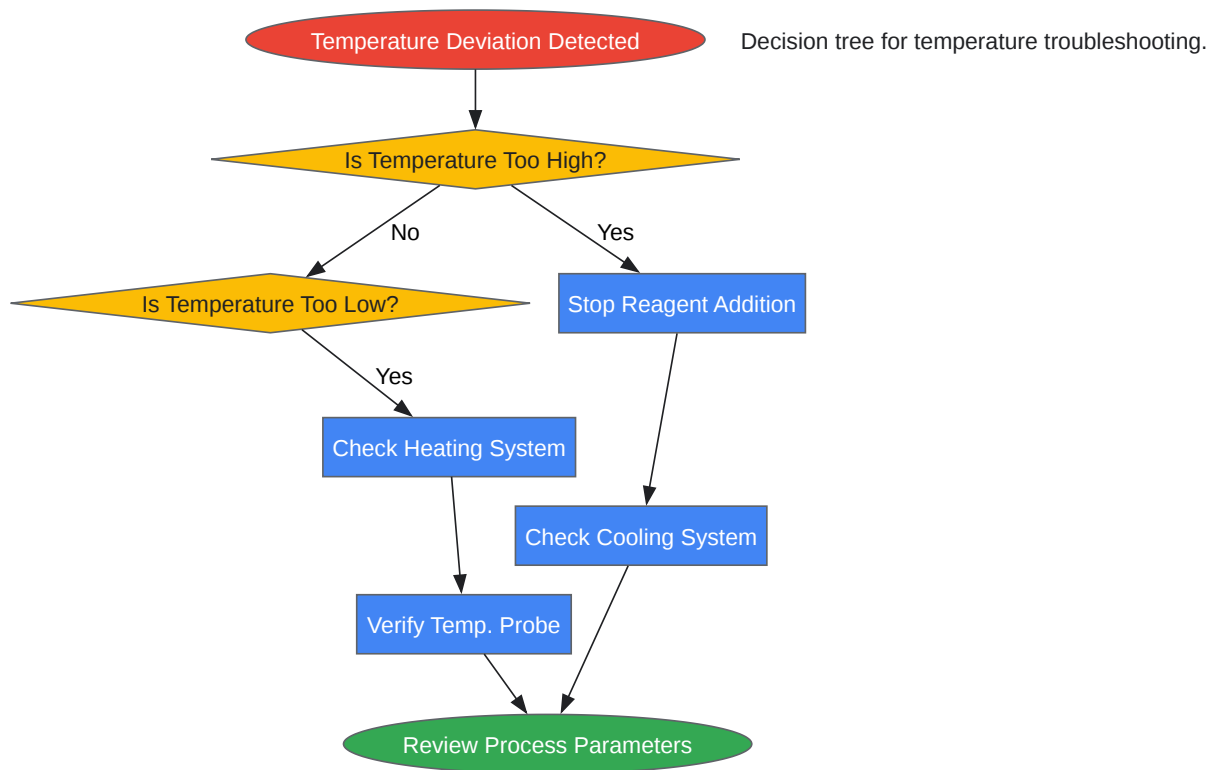 Temperature Deviation Detected
Decision tree for temperature troubleshooting.
Is Temperature Too High?
No
Yes
Is Temperature Too Low?
Stop Reagent Addition
Yes
Check Heating System
Check Cooling System
Verify Temp. Probe
Review Process Parameters